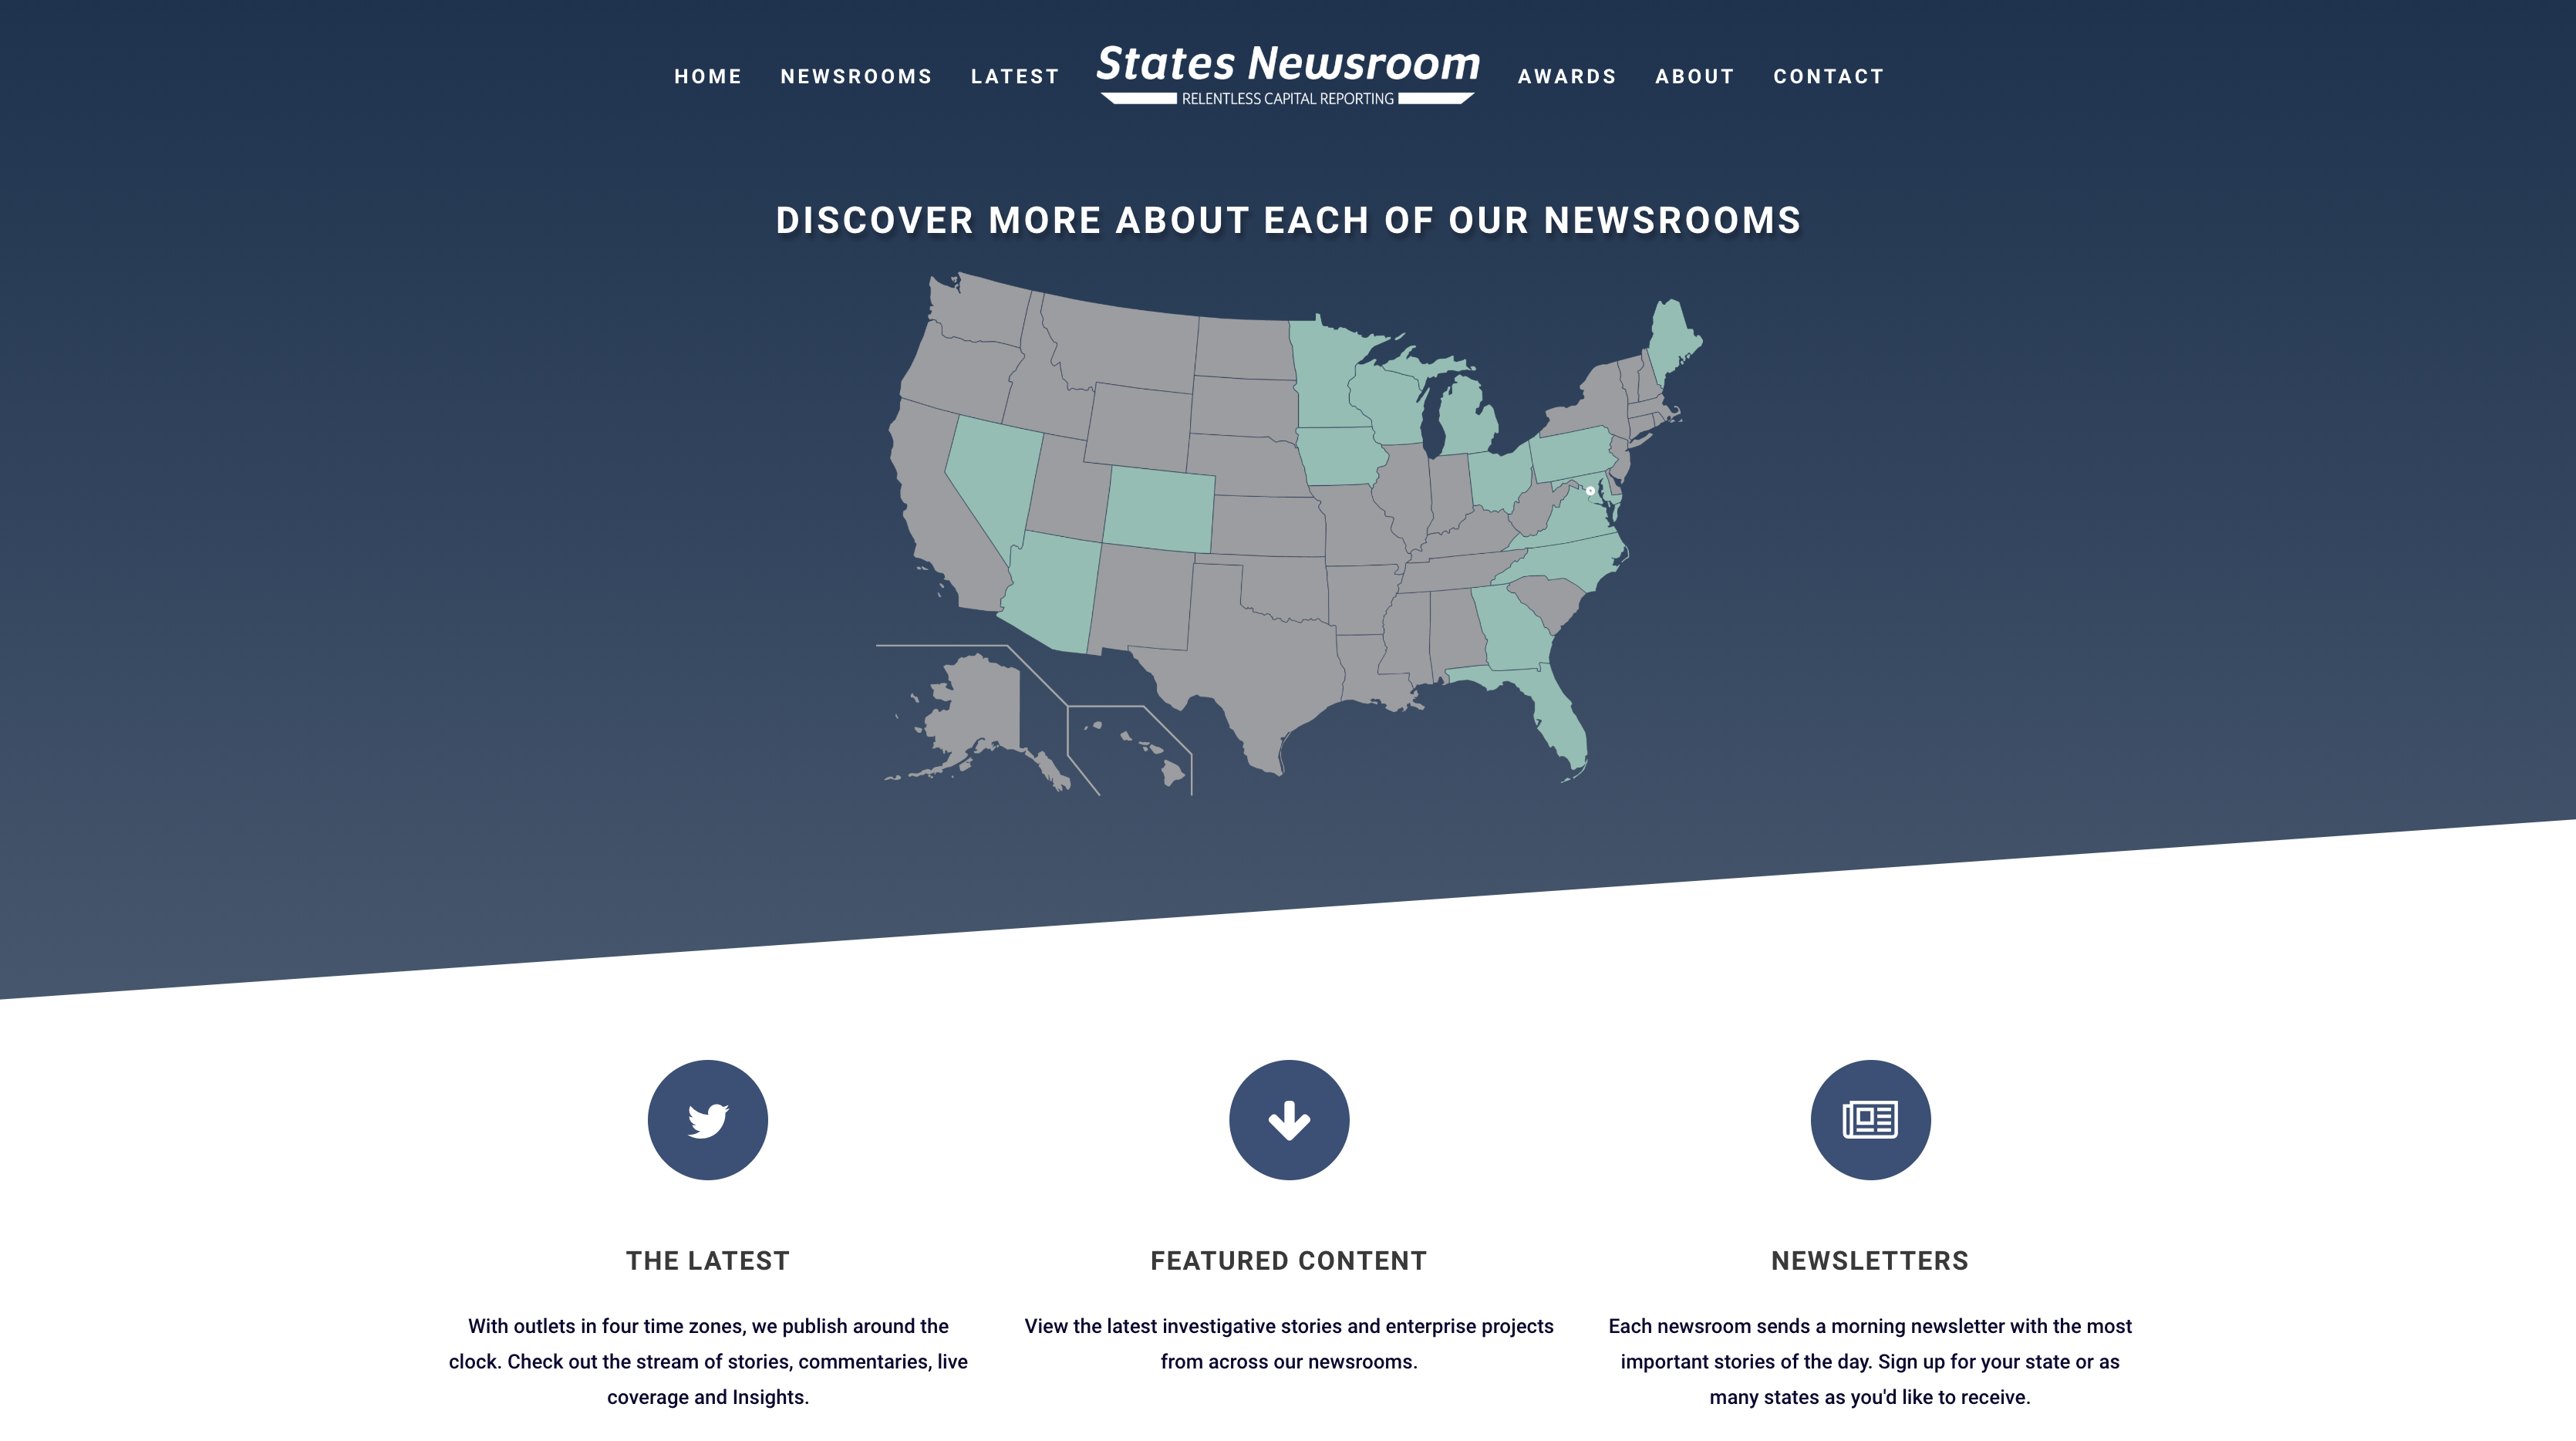 HOME
NEWSROOMS
LATEST
States Newsroom
RELENTLESS CAPITAL REPORTING
AWARDS
ABOUT
CONTACT
DISCOVER MORE ABOUT EACH OF OUR NEWSROOMS
THE LATEST
With outlets in four time zones, we publish around the
clock. Check out the stream of stories, commentaries, live
coverage and Insights.
FEATURED CONTENT
View the latest investigative stories and enterprise projects
from across our newsrooms.
NEWSLETTERS
Each newsroom sends a morning newsletter with the most
important stories of the day. Sign up for your state or as
many states as you'd like to receive.